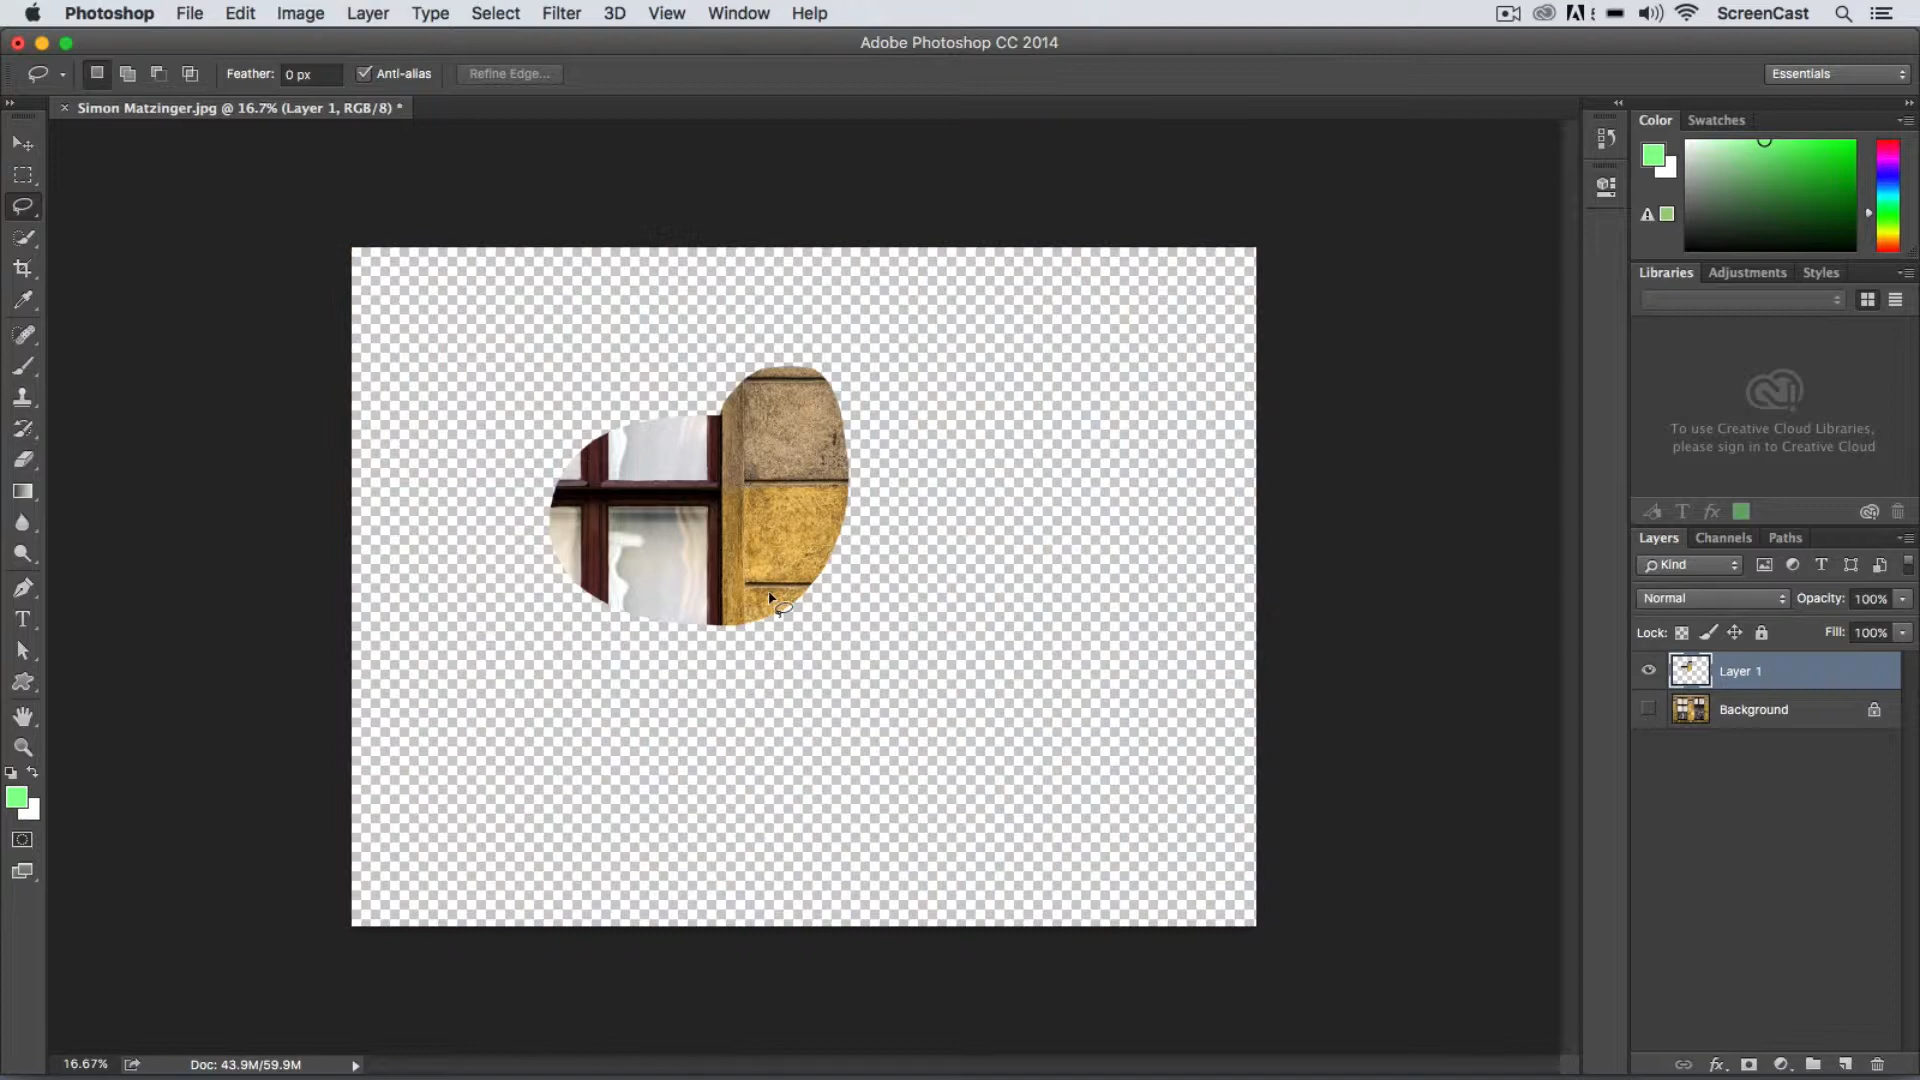 Photoshop File Edit Image Layer Type Select Filter 3D View Window Help ScreenCast
Adobe Photoshop CC 2014
Feather: 0 px Anti-alias Refine Edge... Essentials
× Simon Matzinger.jpg @ 16.7% (Layer 1, RGB/8) *
Color Swatches
Libraries Adjustments Styles
To use Creative Cloud Libraries,
please sign in to Creative Cloud
T fx
Layers Channels Paths
Kind T
Normal Opacity: 100%
Lock: Fill: 100%
Layer 1
Background
T
16.67% Doc: 43.9M/59.9M fx